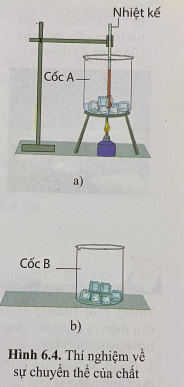 Nhiệt kế
Cốc A
a)
Cốc B
b)
Hình 6.4. Thí nghiệm về
sự chuyển thể của chất